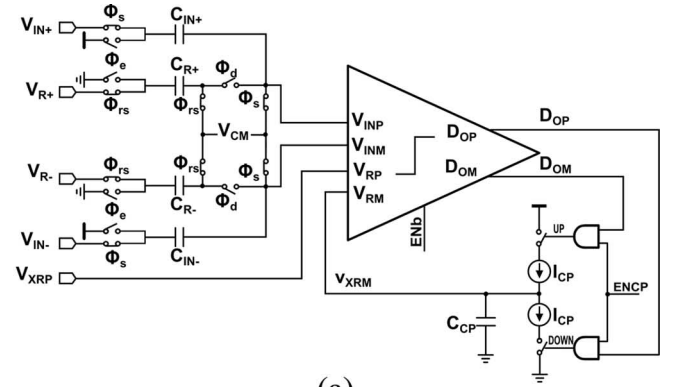 Φs
CIN+
VIN+
Φe
CR+
Φd
VR+
Φrs
Φrs
Φs
VCM
VINP
VINM
VRP
VRM
DOP
DOM
DOP
DOM
VR-
Φrs
Φrs
Φs
Φe
CR-
Φd
VIN-
Φs
CIN-
VXRP
ENb
UP
ICP
vXRM
ENCP
CCP
ICP
DOWN
(a)